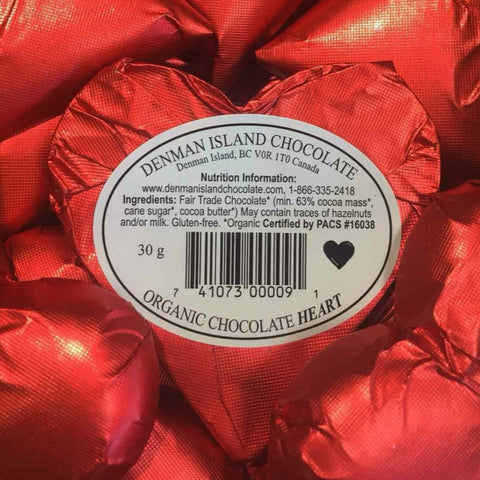 DENMAN ISLAND CHOCOLATE
Denman Island, BC V0R 1T0 Canada
Nutrition Information:
www.denmanislandchocolate.com, 1-866-335-2418
Ingredients: Fair Trade Chocolate* (min. 63% cocoa mass*,
cane sugar*, cocoa butter*) May contain traces of hazelnuts
and/or milk. Gluten-free. *Organic Certified by PACS #16038
30 g
7 41073 00009 1
ORGANIC CHOCOLATE HEART